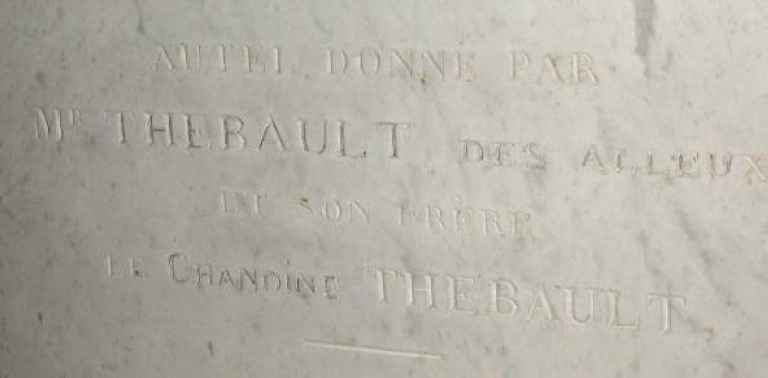 AUTEL DONNÉ PAR
MR THEBAULT DES ALLEUX
ET SON FRÈRE
LE CHANOINE THEBAULT.